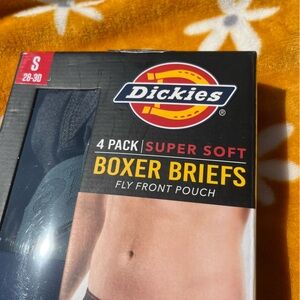 S
28-30
Dickies
®
4 PACK | SUPER SOFT
BOXER BRIEFS
FLY FRONT POUCH